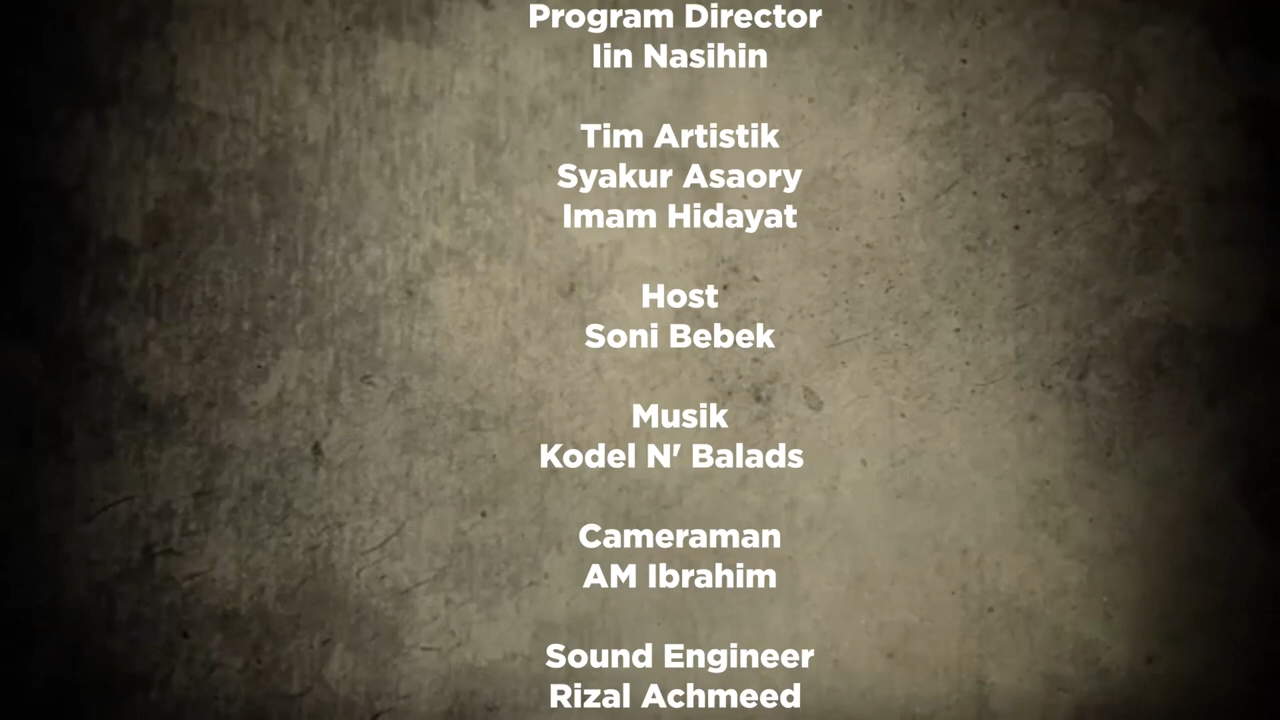 Program Director
Iin Nasihin
Tim Artistik
Syakur Asaory
Imam Hidayat
Host
Soni Bebek
Musik
Kodel N' Balads
Cameraman
AM Ibrahim
Sound Engineer
Rizal Achmeed